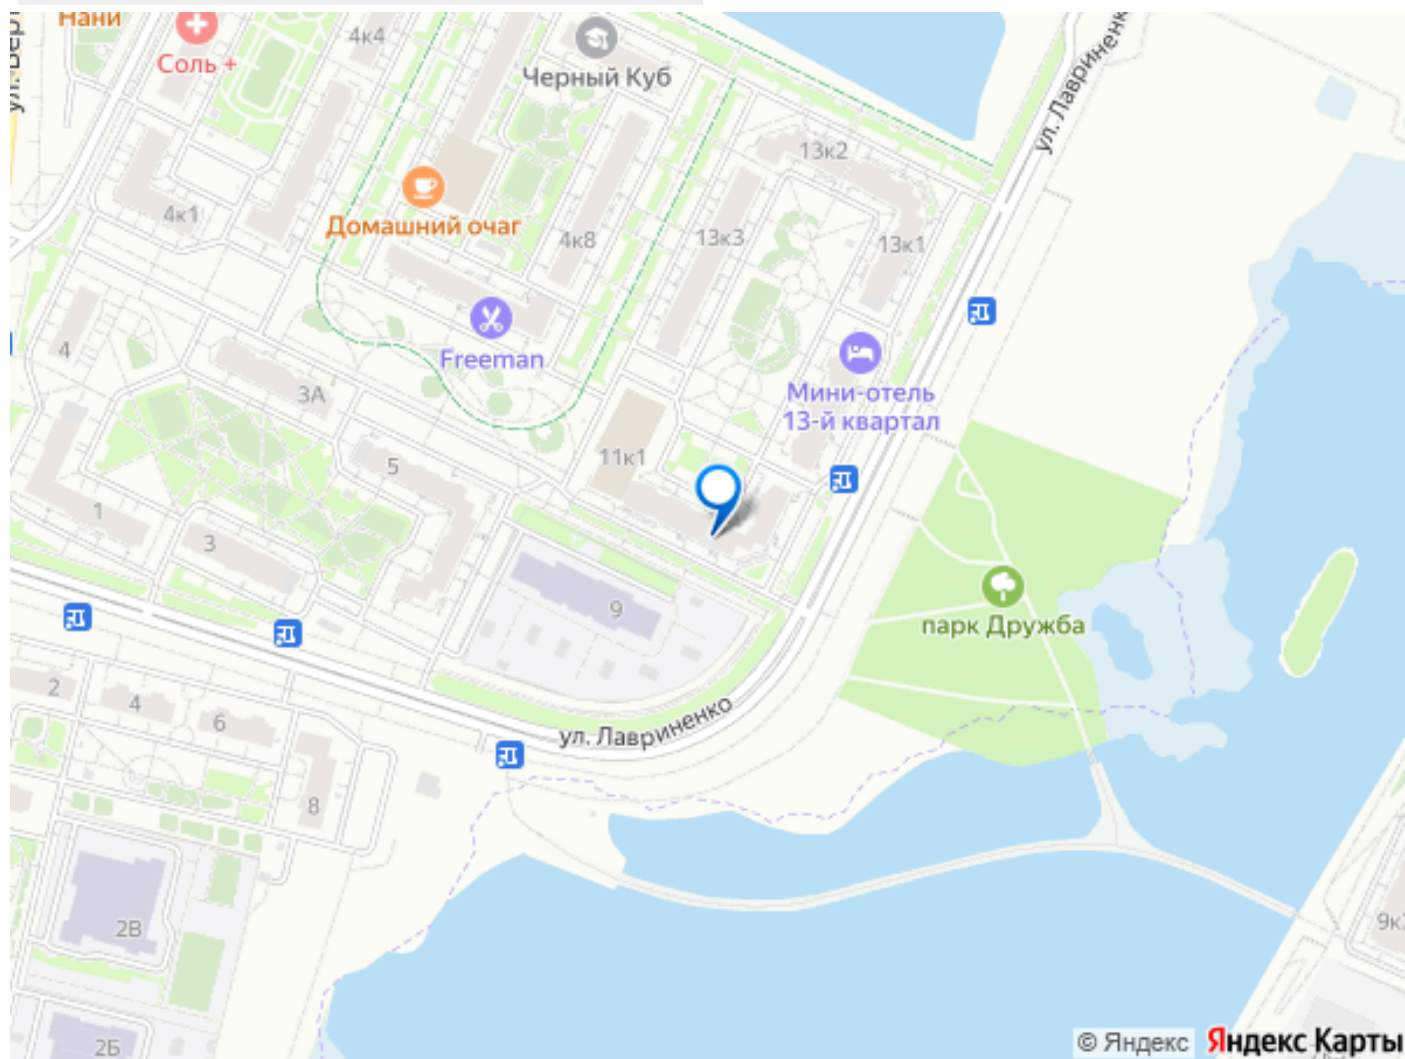 Нани
Соль +
4к4
Черный Куб
ул. Лавриненко
13к2
4к1
Домашний очаг
4к8
13к3
13к1
Freeman
4
3А
Мини-отель
13-й квартал
11к1
5
1
3
9
парк Дружба
2
4
6
ул. Лавриненко
8
2В
2Б
© Яндекс
Яндекс Карты